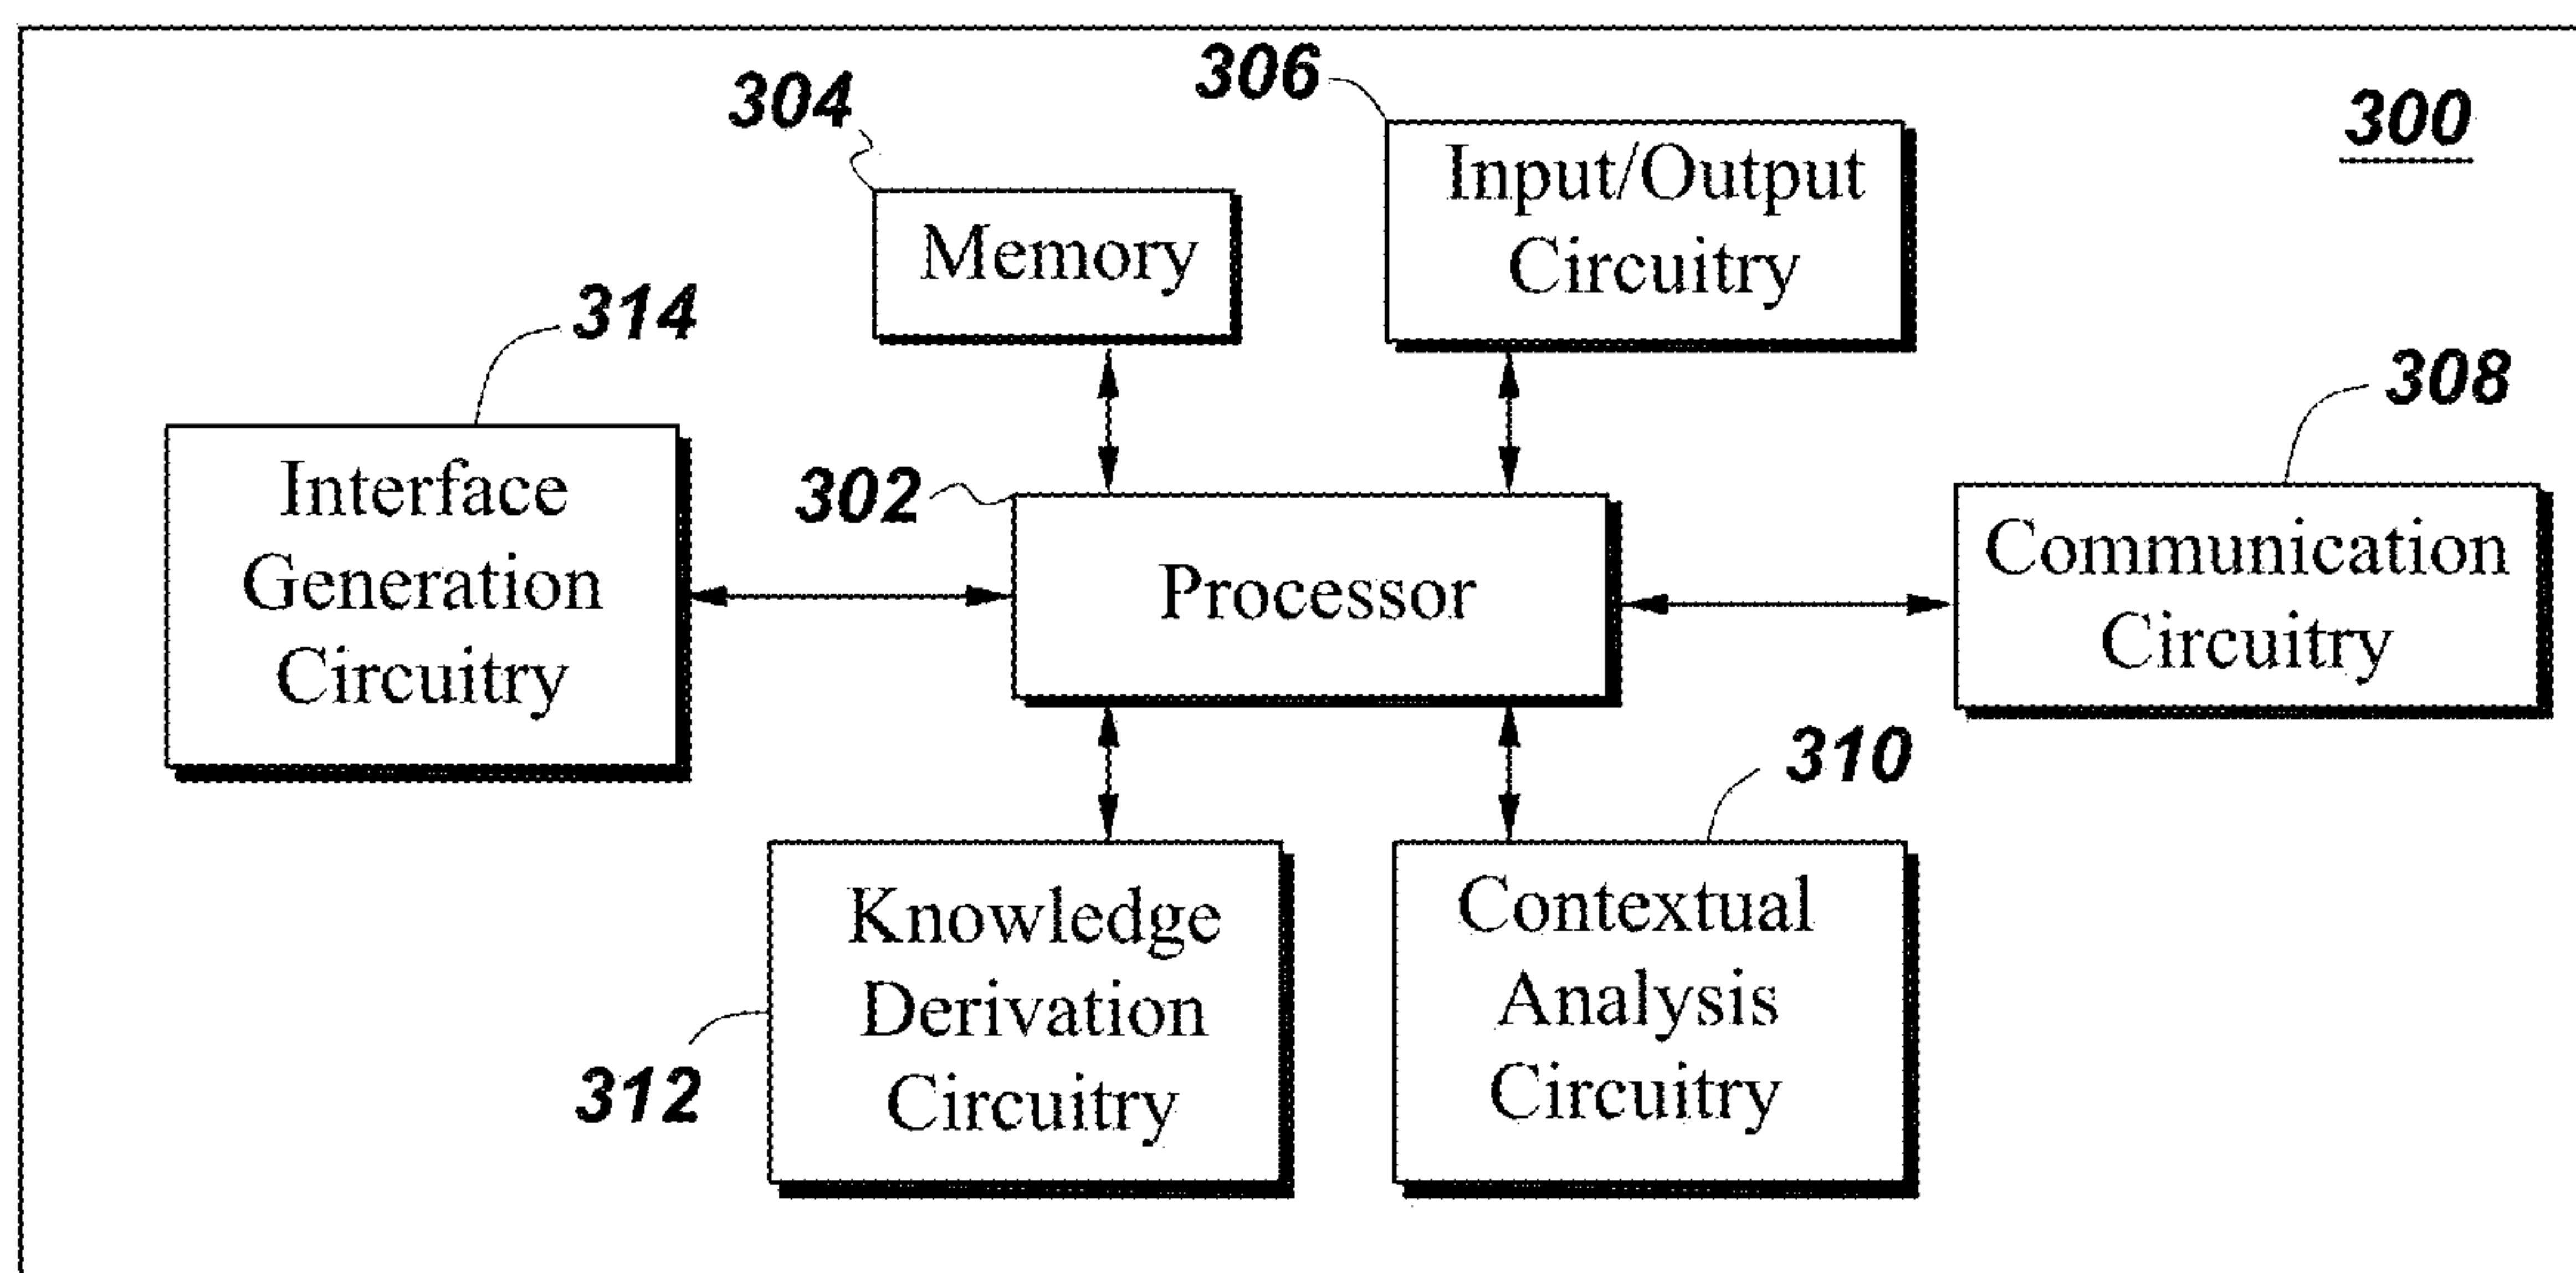 306
300
304
Input/Output
Circuitry
Memory
314
308
Interface
Generation
Circuitry
302
Processor
Communication
Circuitry
310
Knowledge
Derivation
Circuitry
312
Contextual
Analysis
Circuitry